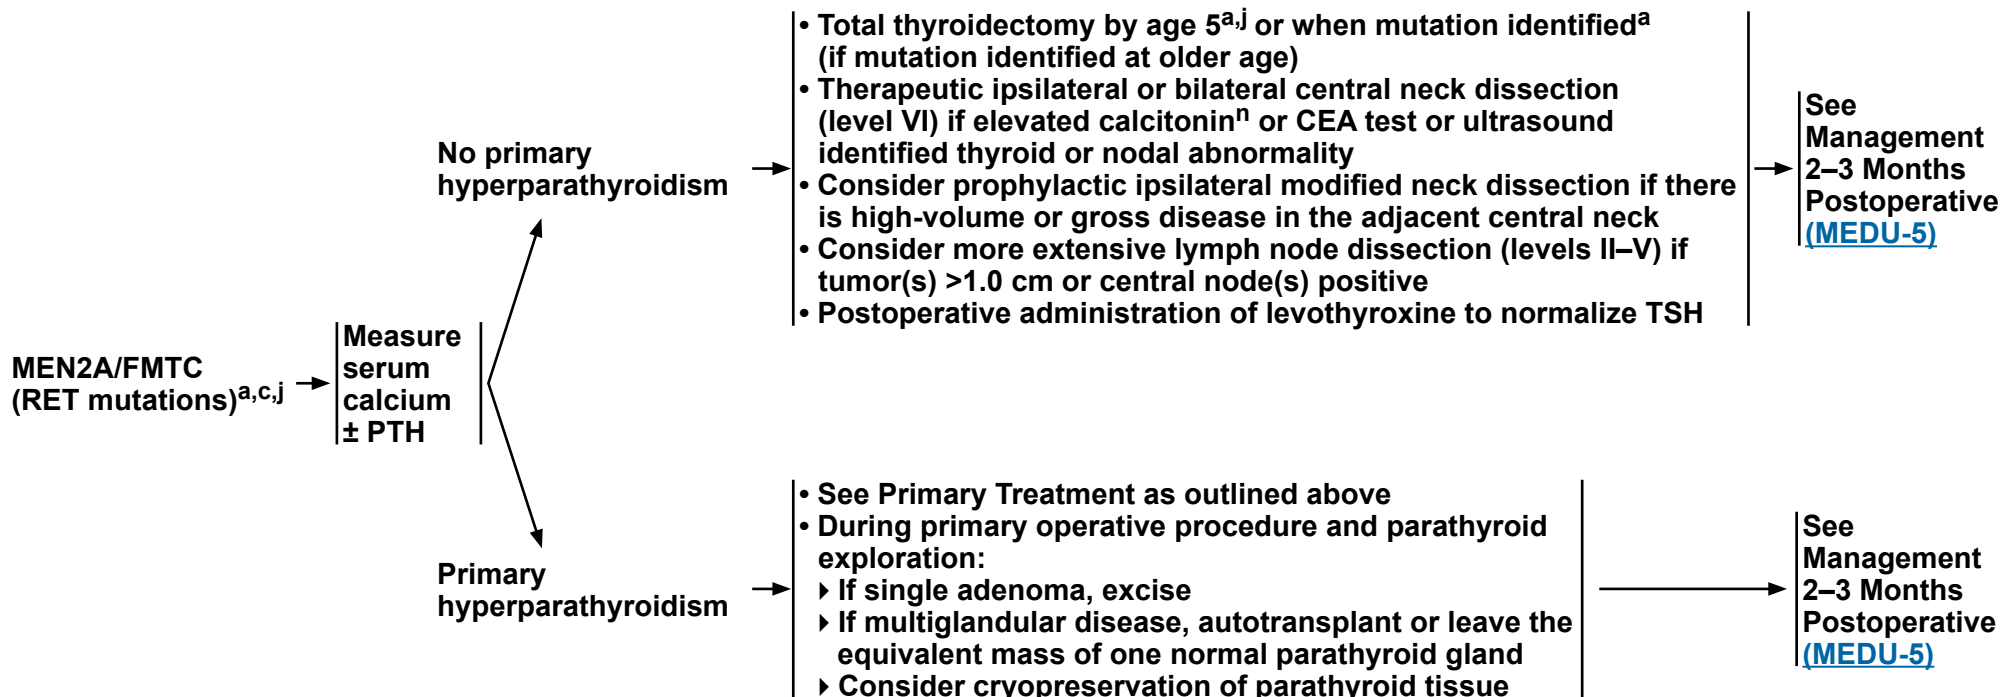 MEN2A/FMTC
(RET mutations)a,c,j
Measure
serum
calcium
± PTH
No primary
hyperparathyroidism
• Total thyroidectomy by age 5a,j or when mutation identifieda
(if mutation identified at older age)
• Therapeutic ipsilateral or bilateral central neck dissection
(level VI) if elevated calcitoninn or CEA test or ultrasound
identified thyroid or nodal abnormality
• Consider prophylactic ipsilateral modified neck dissection if there
is high-volume or gross disease in the adjacent central neck
• Consider more extensive lymph node dissection (levels II–V) if
tumor(s) >1.0 cm or central node(s) positive
• Postoperative administration of levothyroxine to normalize TSH
See
Management
2–3 Months
Postoperative
(MEDU-5)
Primary
hyperparathyroidism
• See Primary Treatment as outlined above
• During primary operative procedure and parathyroid
exploration:
‣ If single adenoma, excise
‣ If multiglandular disease, autotransplant or leave the
equivalent mass of one normal parathyroid gland
‣ Consider cryopreservation of parathyroid tissue
See
Management
2–3 Months
Postoperative
(MEDU-5)